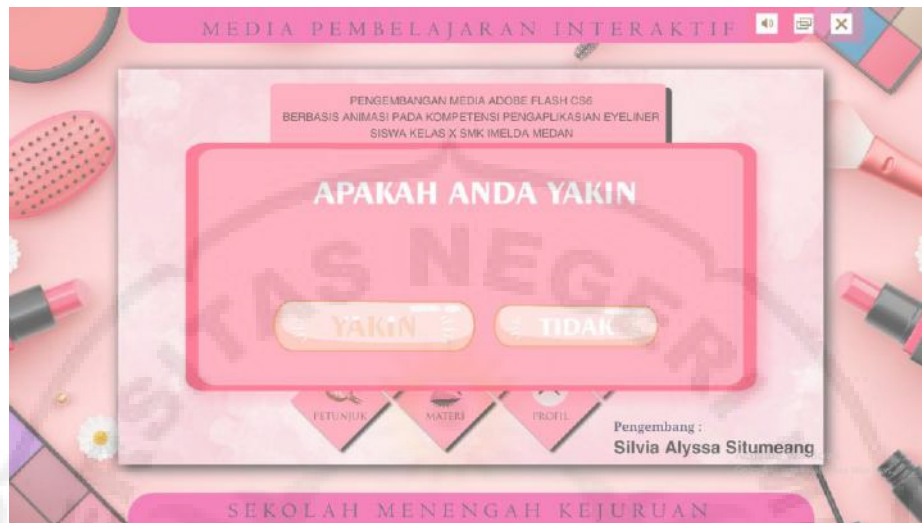 MEDIA PEMBELAJARAN INTERAKTIF
PENGEMBANGAN MEDIA ADOBE FLASH CS6
BERBASIS ANIMASI PADA KOMPETENSI PENGAPLIKASIAN EYELINER
SISWA KELAS X SMK IMELDA MEDAN
APAKAH ANDA YAKIN
YAKIN TIDAK
PETUNJUK MATERI PROFIL
Pengembang :
Silvia Alyssa Situmeang
SEKOLAH MENENGAH KEJURUAN